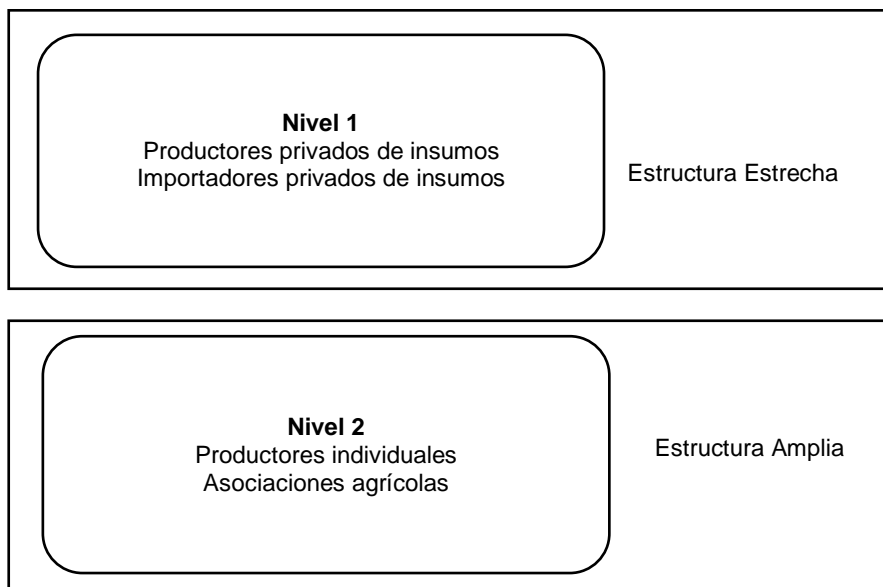 Nivel 1
Productores privados de insumos
Importadores privados de insumos
Estructura Estrecha
Nivel 2
Productores individuales
Asociaciones agrícolas
Estructura Amplia